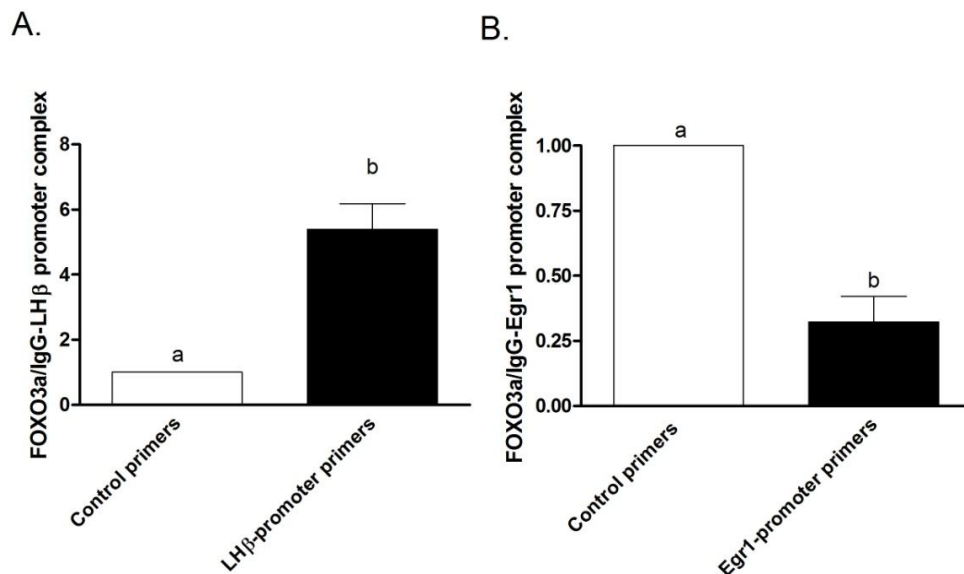 A.
FOXO3a/IgG-LHβ promoter complex
8
6
4
2
0
a
b
Control primers
LHβ-promoter primers
B.
FOXO3a/IgG-Egr1 promoter complex
1.00
0.75
0.50
0.25
0.00
a
b
Control primers
Egr1-promoter primers